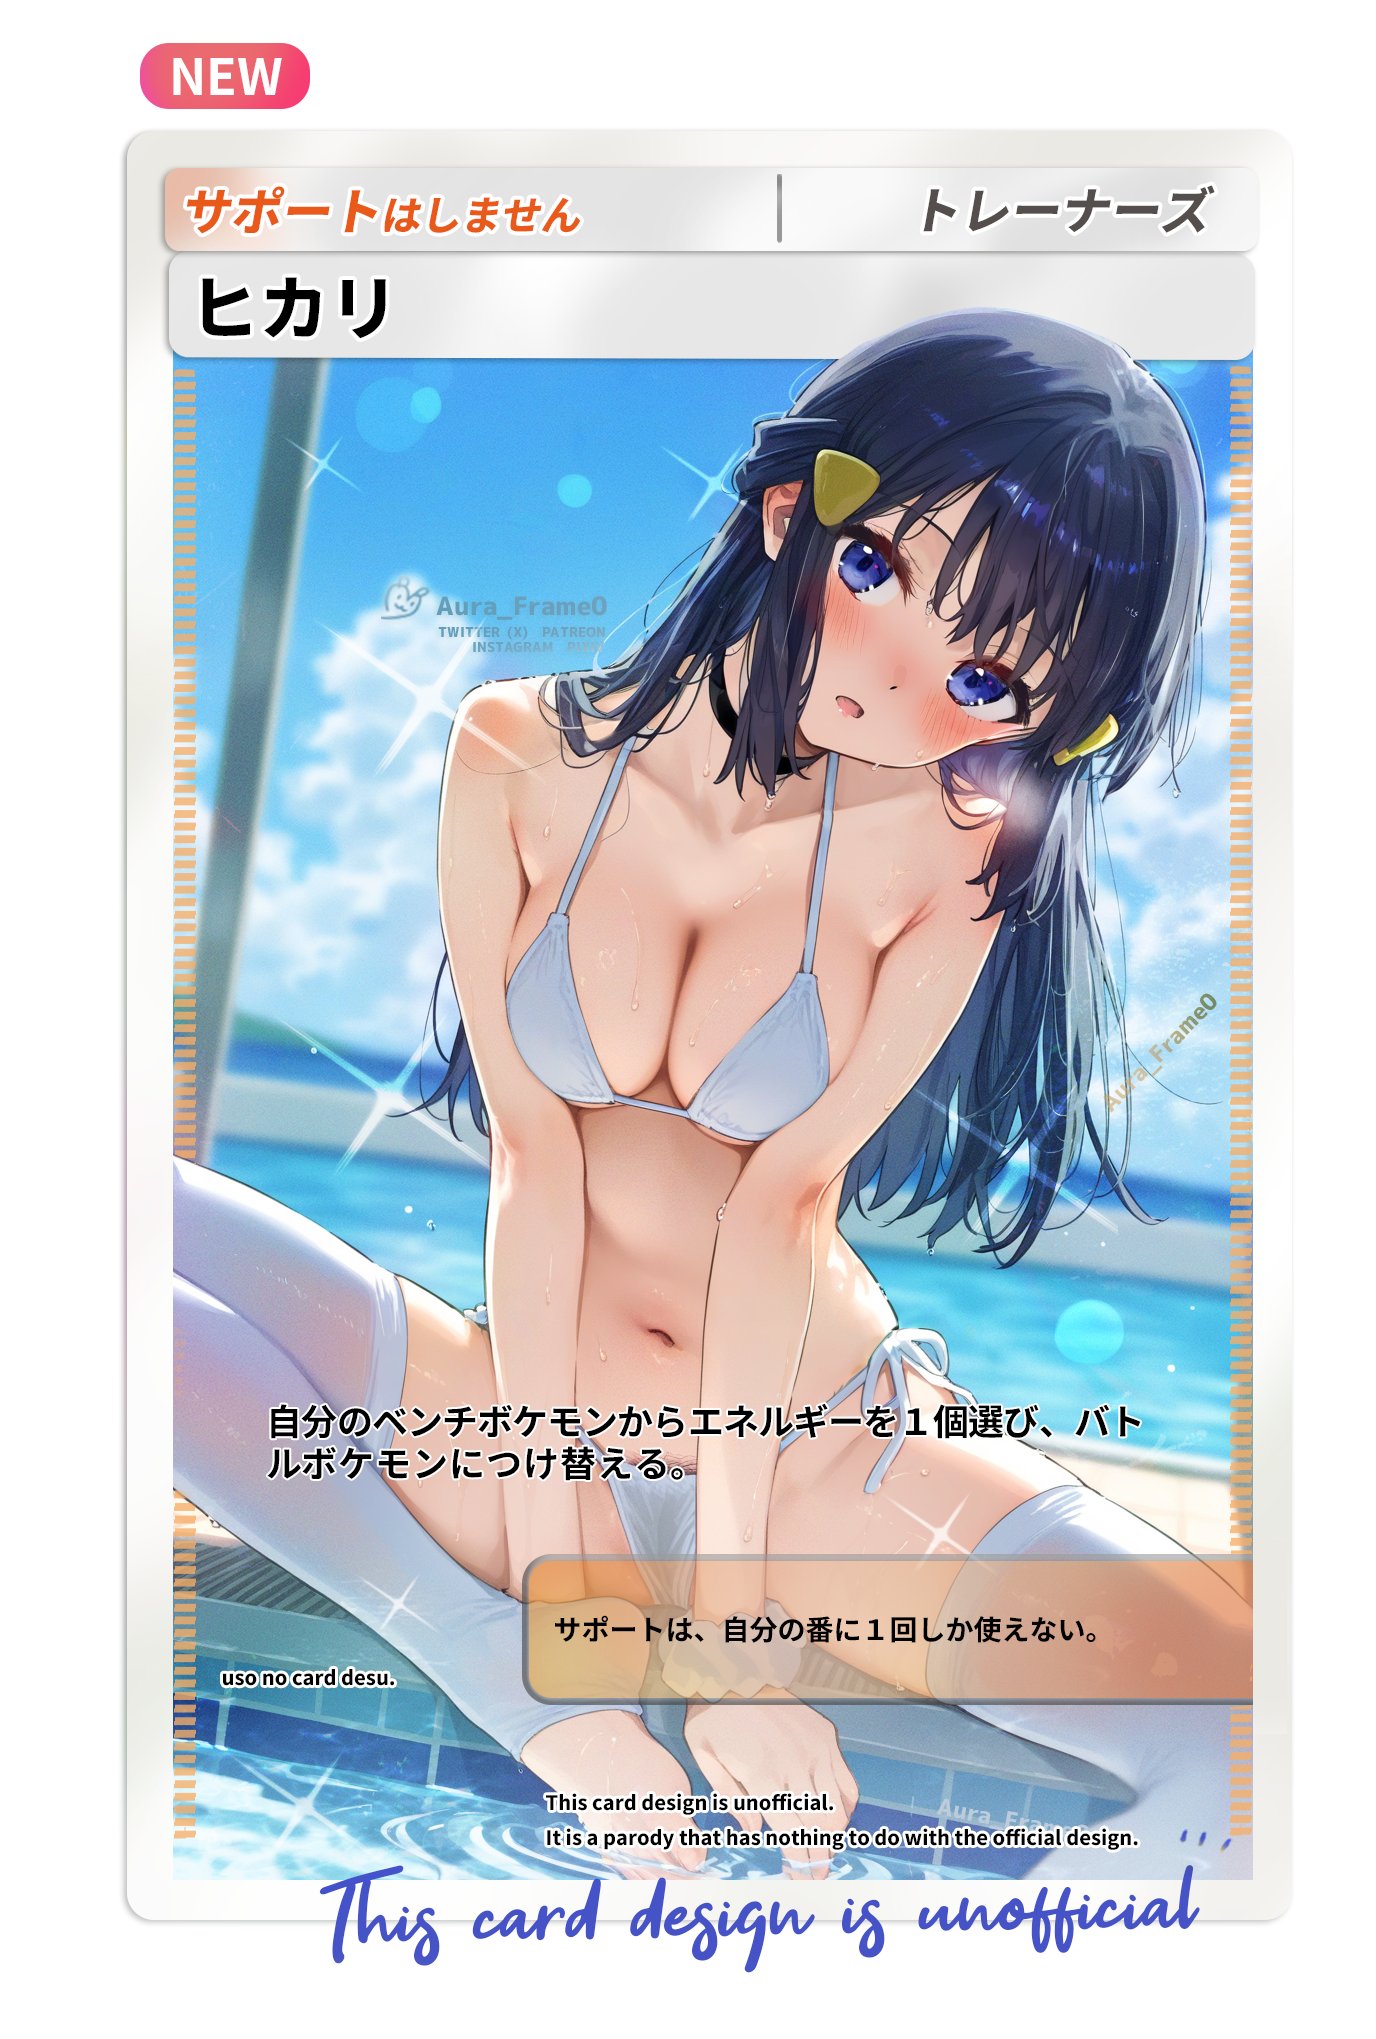 NEW
サポートはしません
トレーナーズ
ヒカリ
Aura_Frame0
TWITTER (X) PATREON
INSTAGRAM
Aura_Frame0
自分のベンチボケモンからエネルギーを１個選び、バト
ルボケモンにつけ替える。
サポートは、自分の番に１回しか使えない。
uso no card desu.
This card design is unofficial.
It is a parody that has nothing to do with the official design.
This card design is unofficial